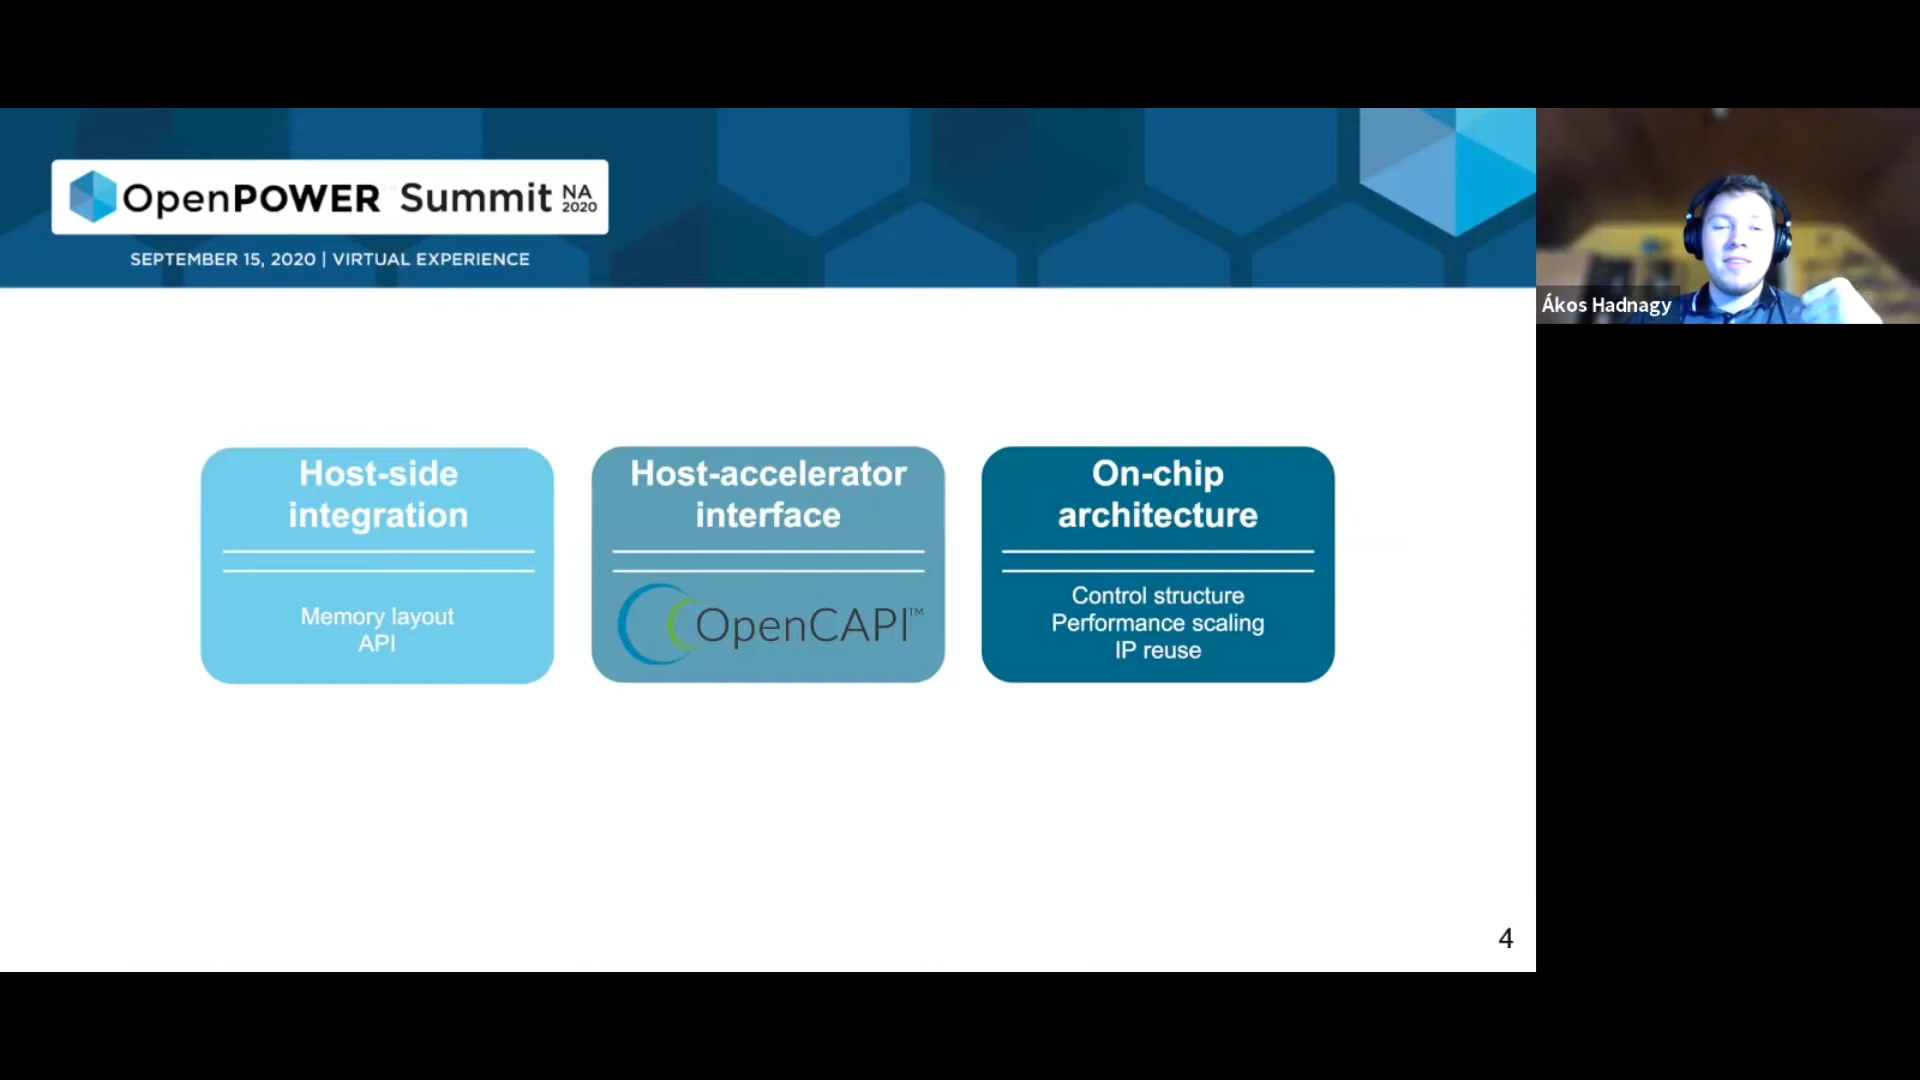 OpenPOWER™ Summit NA 2020
SEPTEMBER 15, 2020 | VIRTUAL EXPERIENCE
Ákos Hadnagy
Host-side
integration
Memory layout
API
Host-accelerator
interface
OpenCAPI™
On-chip
architecture
Control structure
Performance scaling
IP reuse
4